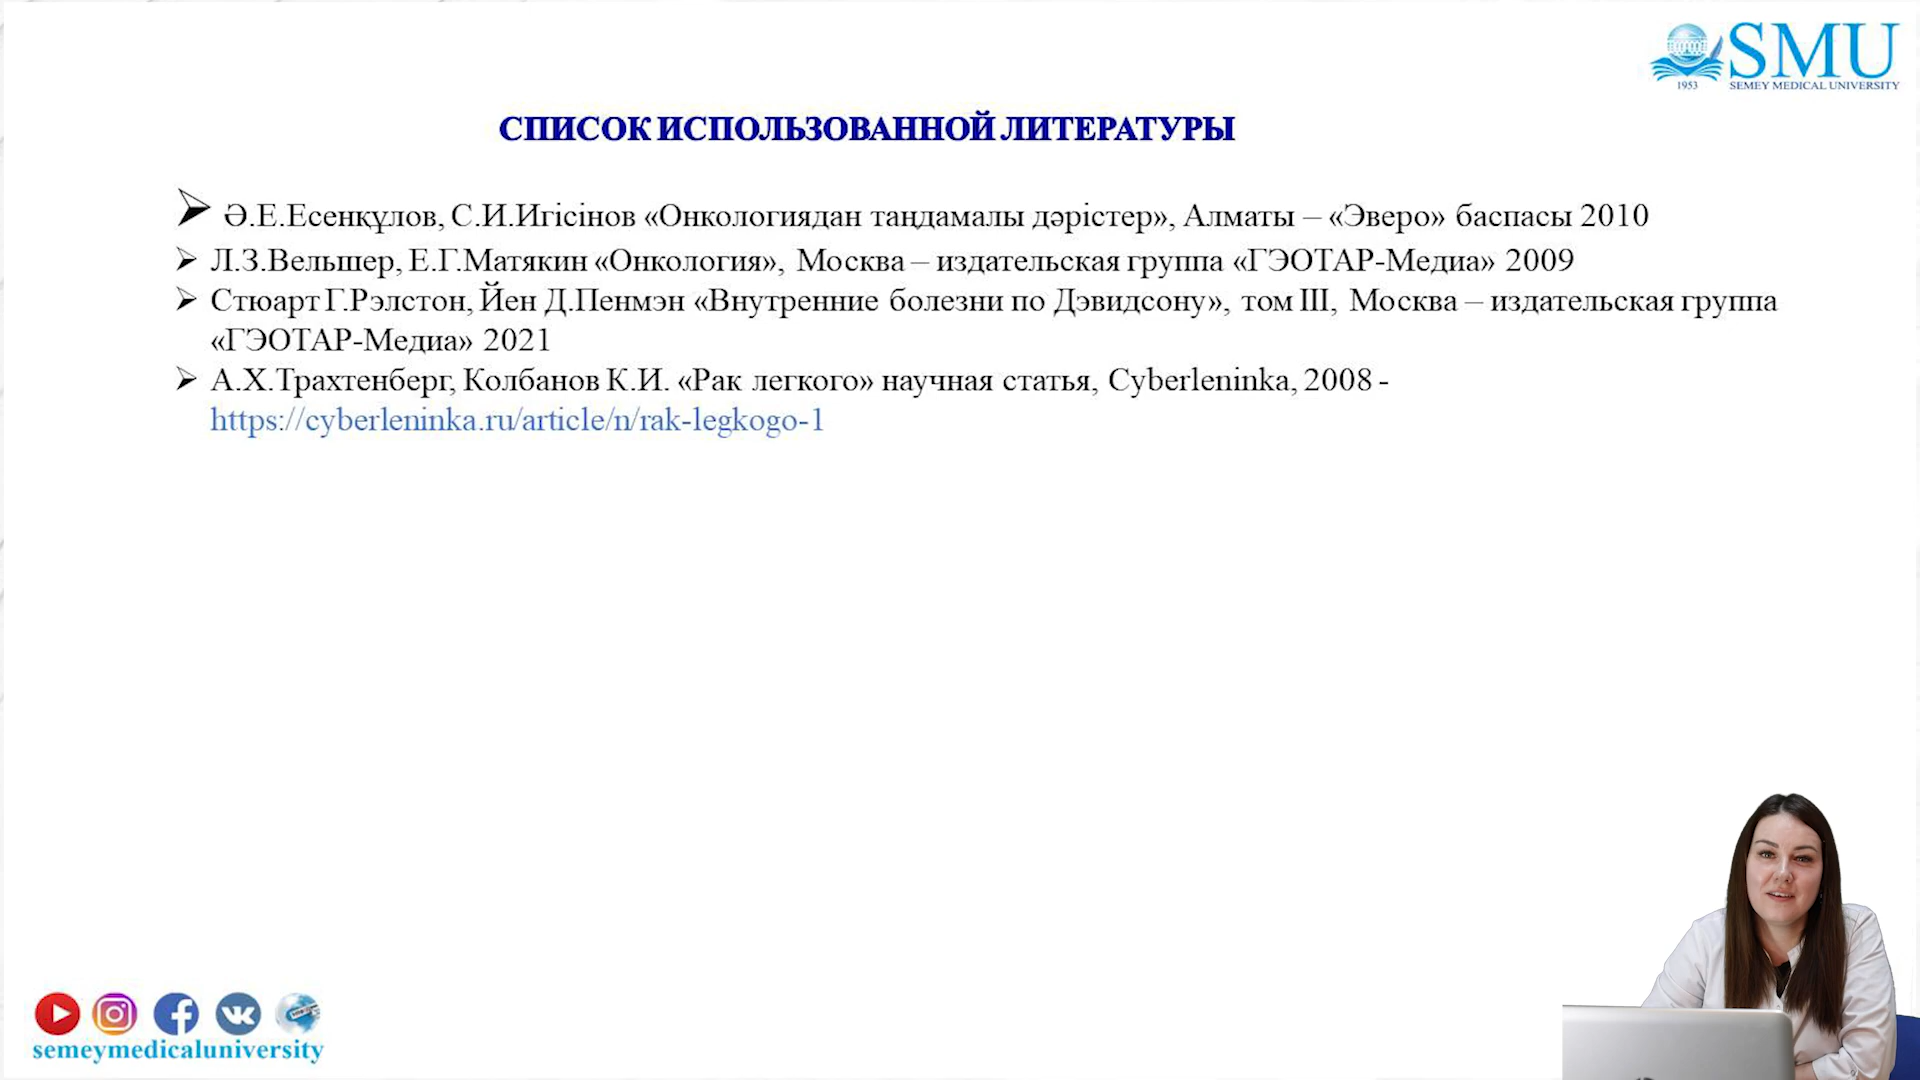 SMU
1953
SEMEY MEDICAL UNIVERSITY
СПИСОК ИСПОЛЬЗОВАННОЙ ЛИТЕРАТУРЫ
Ә.Е.Есенқұлов, С.И.Игісінов «Онкологиядан таңдамалы дәрістер», Алматы – «Эверо» баспасы 2010
Л.З.Вельшер, Е.Г.Матякин «Онкология», Москва – издательская группа «ГЭОТАР-Медиа» 2009
Стюарт Г.Рэлстон, Йен Д.Пенмэн «Внутренние болезни по Дэвидсону», том III, Москва – издательская группа
«ГЭОТАР-Медиа» 2021
А.Х.Трахтенберг, Колбанов К.И. «Рак легкого» научная статья, Cyberleninka, 2008 -
https://cyberleninka.ru/article/n/rak-legkogo-1
semeymedicaluniversity